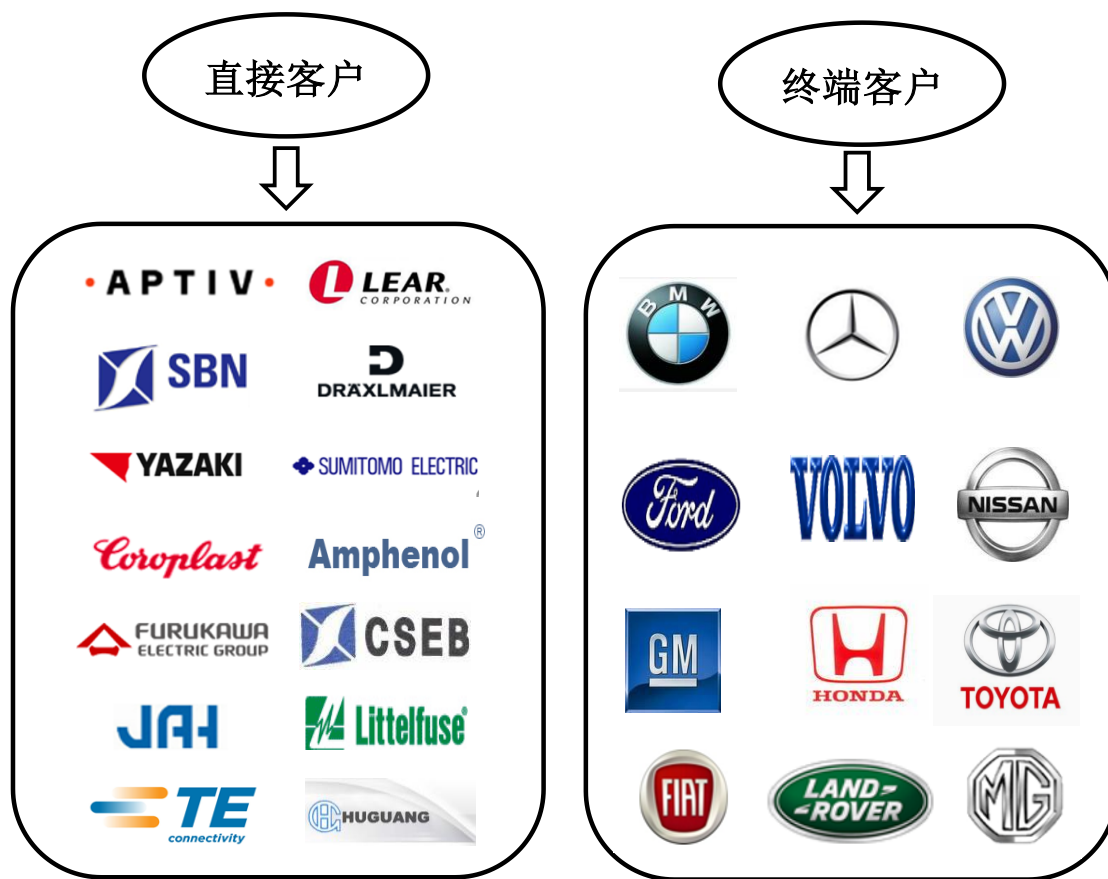 直接客户
终端客户
• APTIV •
L LEAR®
CORPORATION
SBN
D
DRÄXLMAIER
YAZAKI
SUMITOMO ELECTRIC
Coroplast
Amphenol®
FURUKAWA
ELECTRIC GROUP
CSEB
JAH
Littelfuse®
TE
connectivity
HUGUANG
BMW
VW
Ford
VOLVO
NISSAN
GM
HONDA
TOYOTA
FIAT
LAND
ROVER
MG